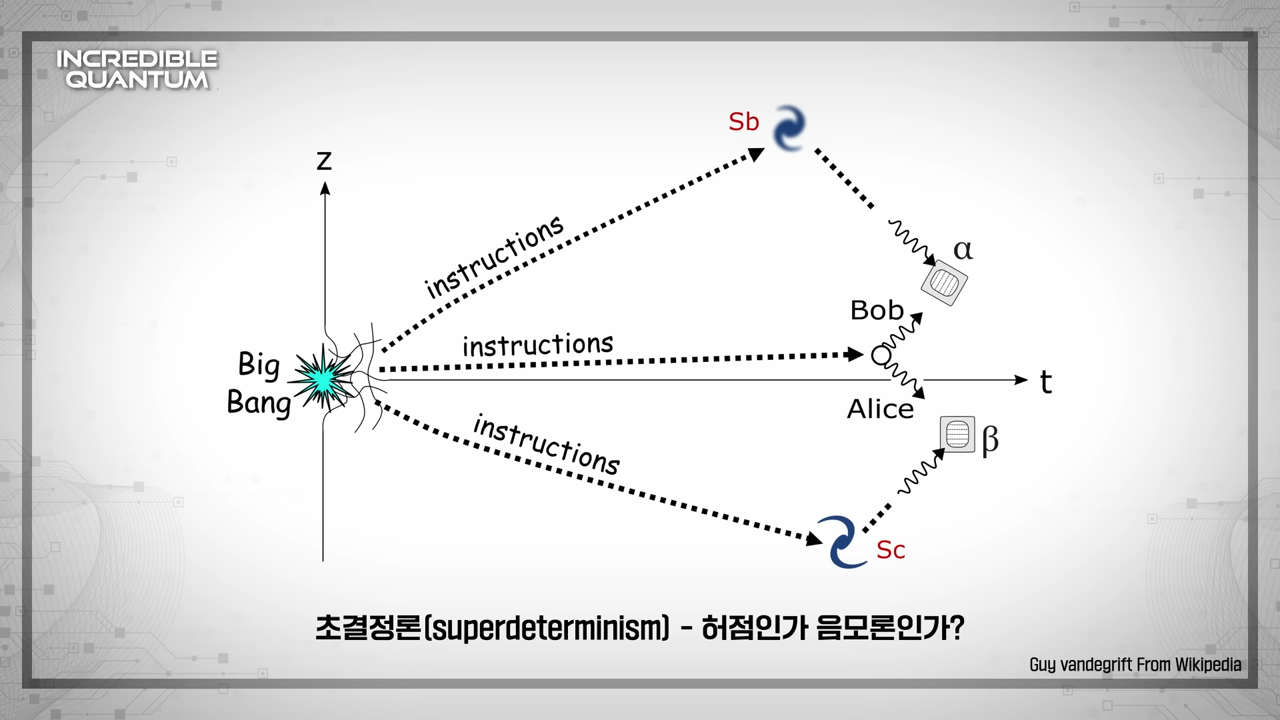 INCREDIBLE
QUANTUM
Sb
z
instructions
α
Bob
instructions
Big
Bang
t
Alice
instructions
β
Sc
초결정론(superdeterminism) - 허점인가 음모론인가?
Guy vandegrift From Wikipedia